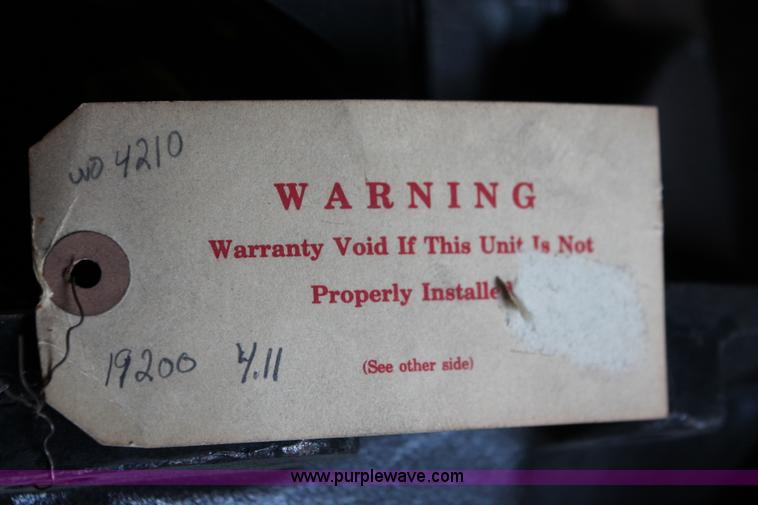 WO 4210
WARNING
Warranty Void If This Unit Is Not
Properly Installed
19200 4.11
(See other side)
www.purplewave.com